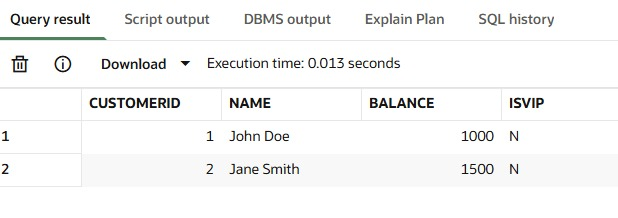 Query result Script output DBMS output Explain Plan SQL history
Download Execution time: 0.013 seconds
CUSTOMERID NAME BALANCE ISVIP
1 1 John Doe 1000 N
2 2 Jane Smith 1500 N